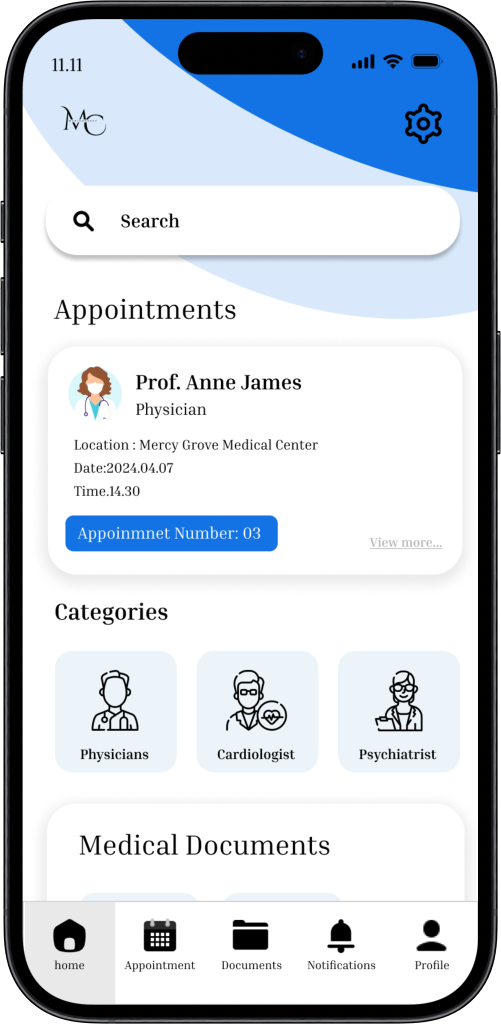 11.11
MC
Search
Appointments
Prof. Anne James
Physician
Location : Mercy Grove Medical Center
Date:2024.04.07
Time.14.30
Appoinmnet Number: 03
View more...
Categories
Physicians
Cardiologist
Psychiatrist
Medical Documents
home
Appointment
Documents
Notifications
Profile